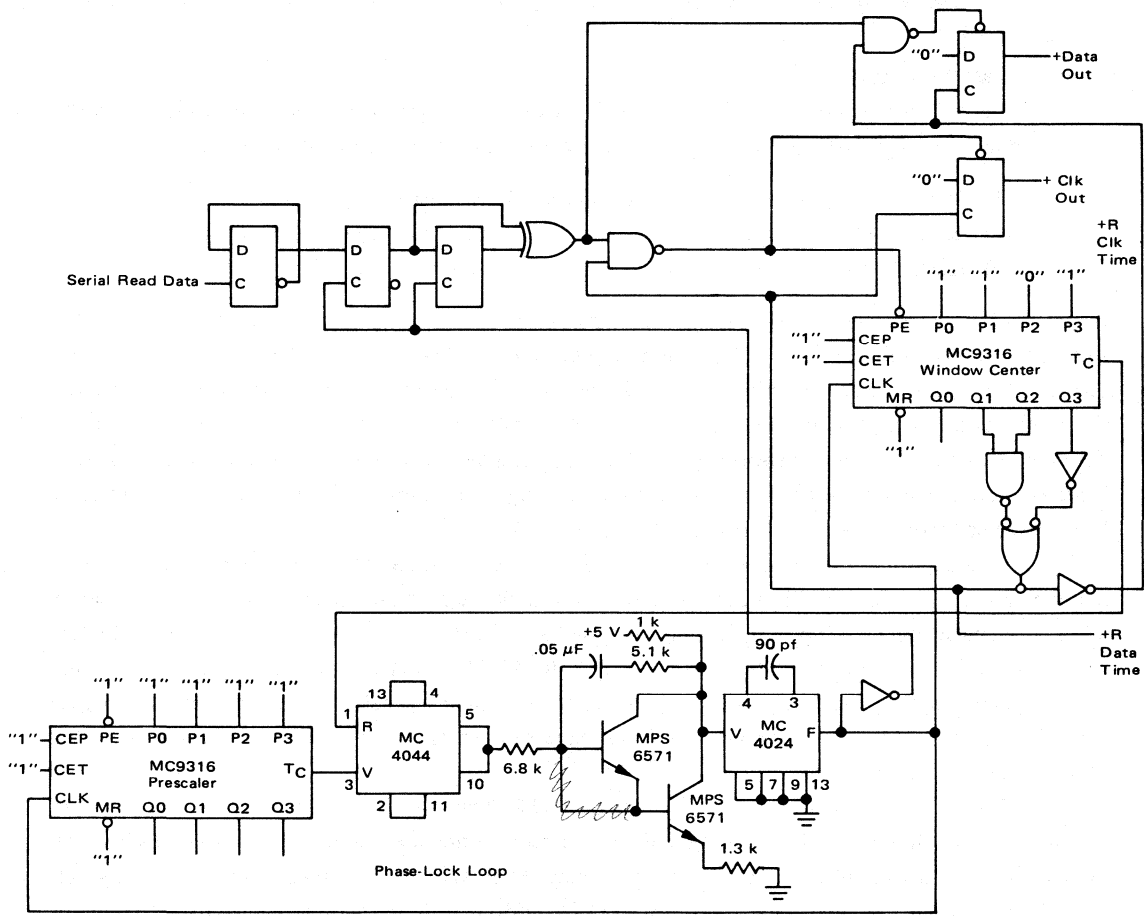 "0"
D
C
+Data
Out
"0"
D
C
+ Clk
Out
+R
Clk
Time
D
C
D
C
D
C
Serial Read Data
"1" "1" "0" "1"
PE P0 P1 P2 P3
"1" CEP
"1" CET
CLK
MC9316
Window Center
TC
MR Q0 Q1 Q2 Q3
"1"
+R
Data
Time
+5 V
1 k
.05 µF
5.1 k
90 pf
"1" "1" "1" "1" "1"
PE P0 P1 P2 P3
"1" CEP
"1" CET
CLK
MC9316
Prescaler
TC
MR Q0 Q1 Q2 Q3
"1"
13 4
1 R 5
MC
4044
3 V 10
2 11
6.8 k
MPS
6571
MPS
6571
1.3 k
4 3
V MC F
4024
5 7 9 13
Phase-Lock Loop